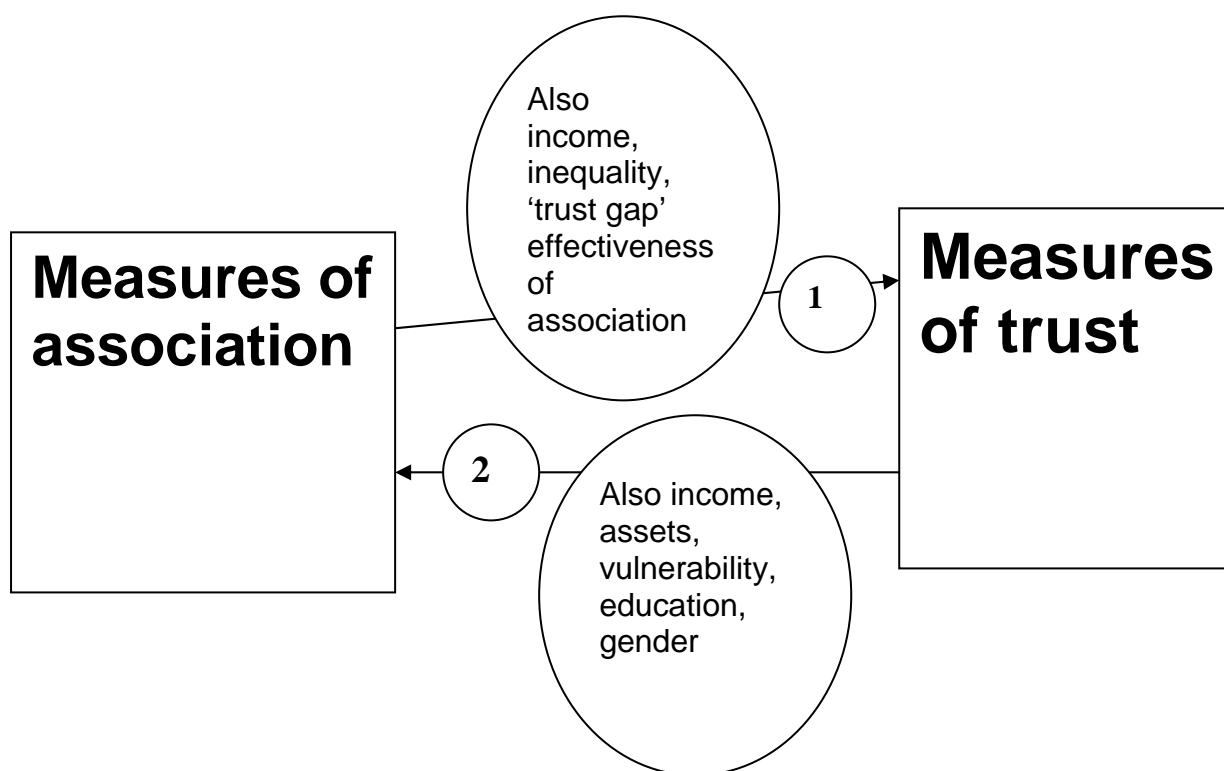 Also
income,
inequality,
‘trust gap’
effectiveness
of
association
Measures of
association
1
Measures
of trust
2
Also income,
assets,
vulnerability,
education,
gender